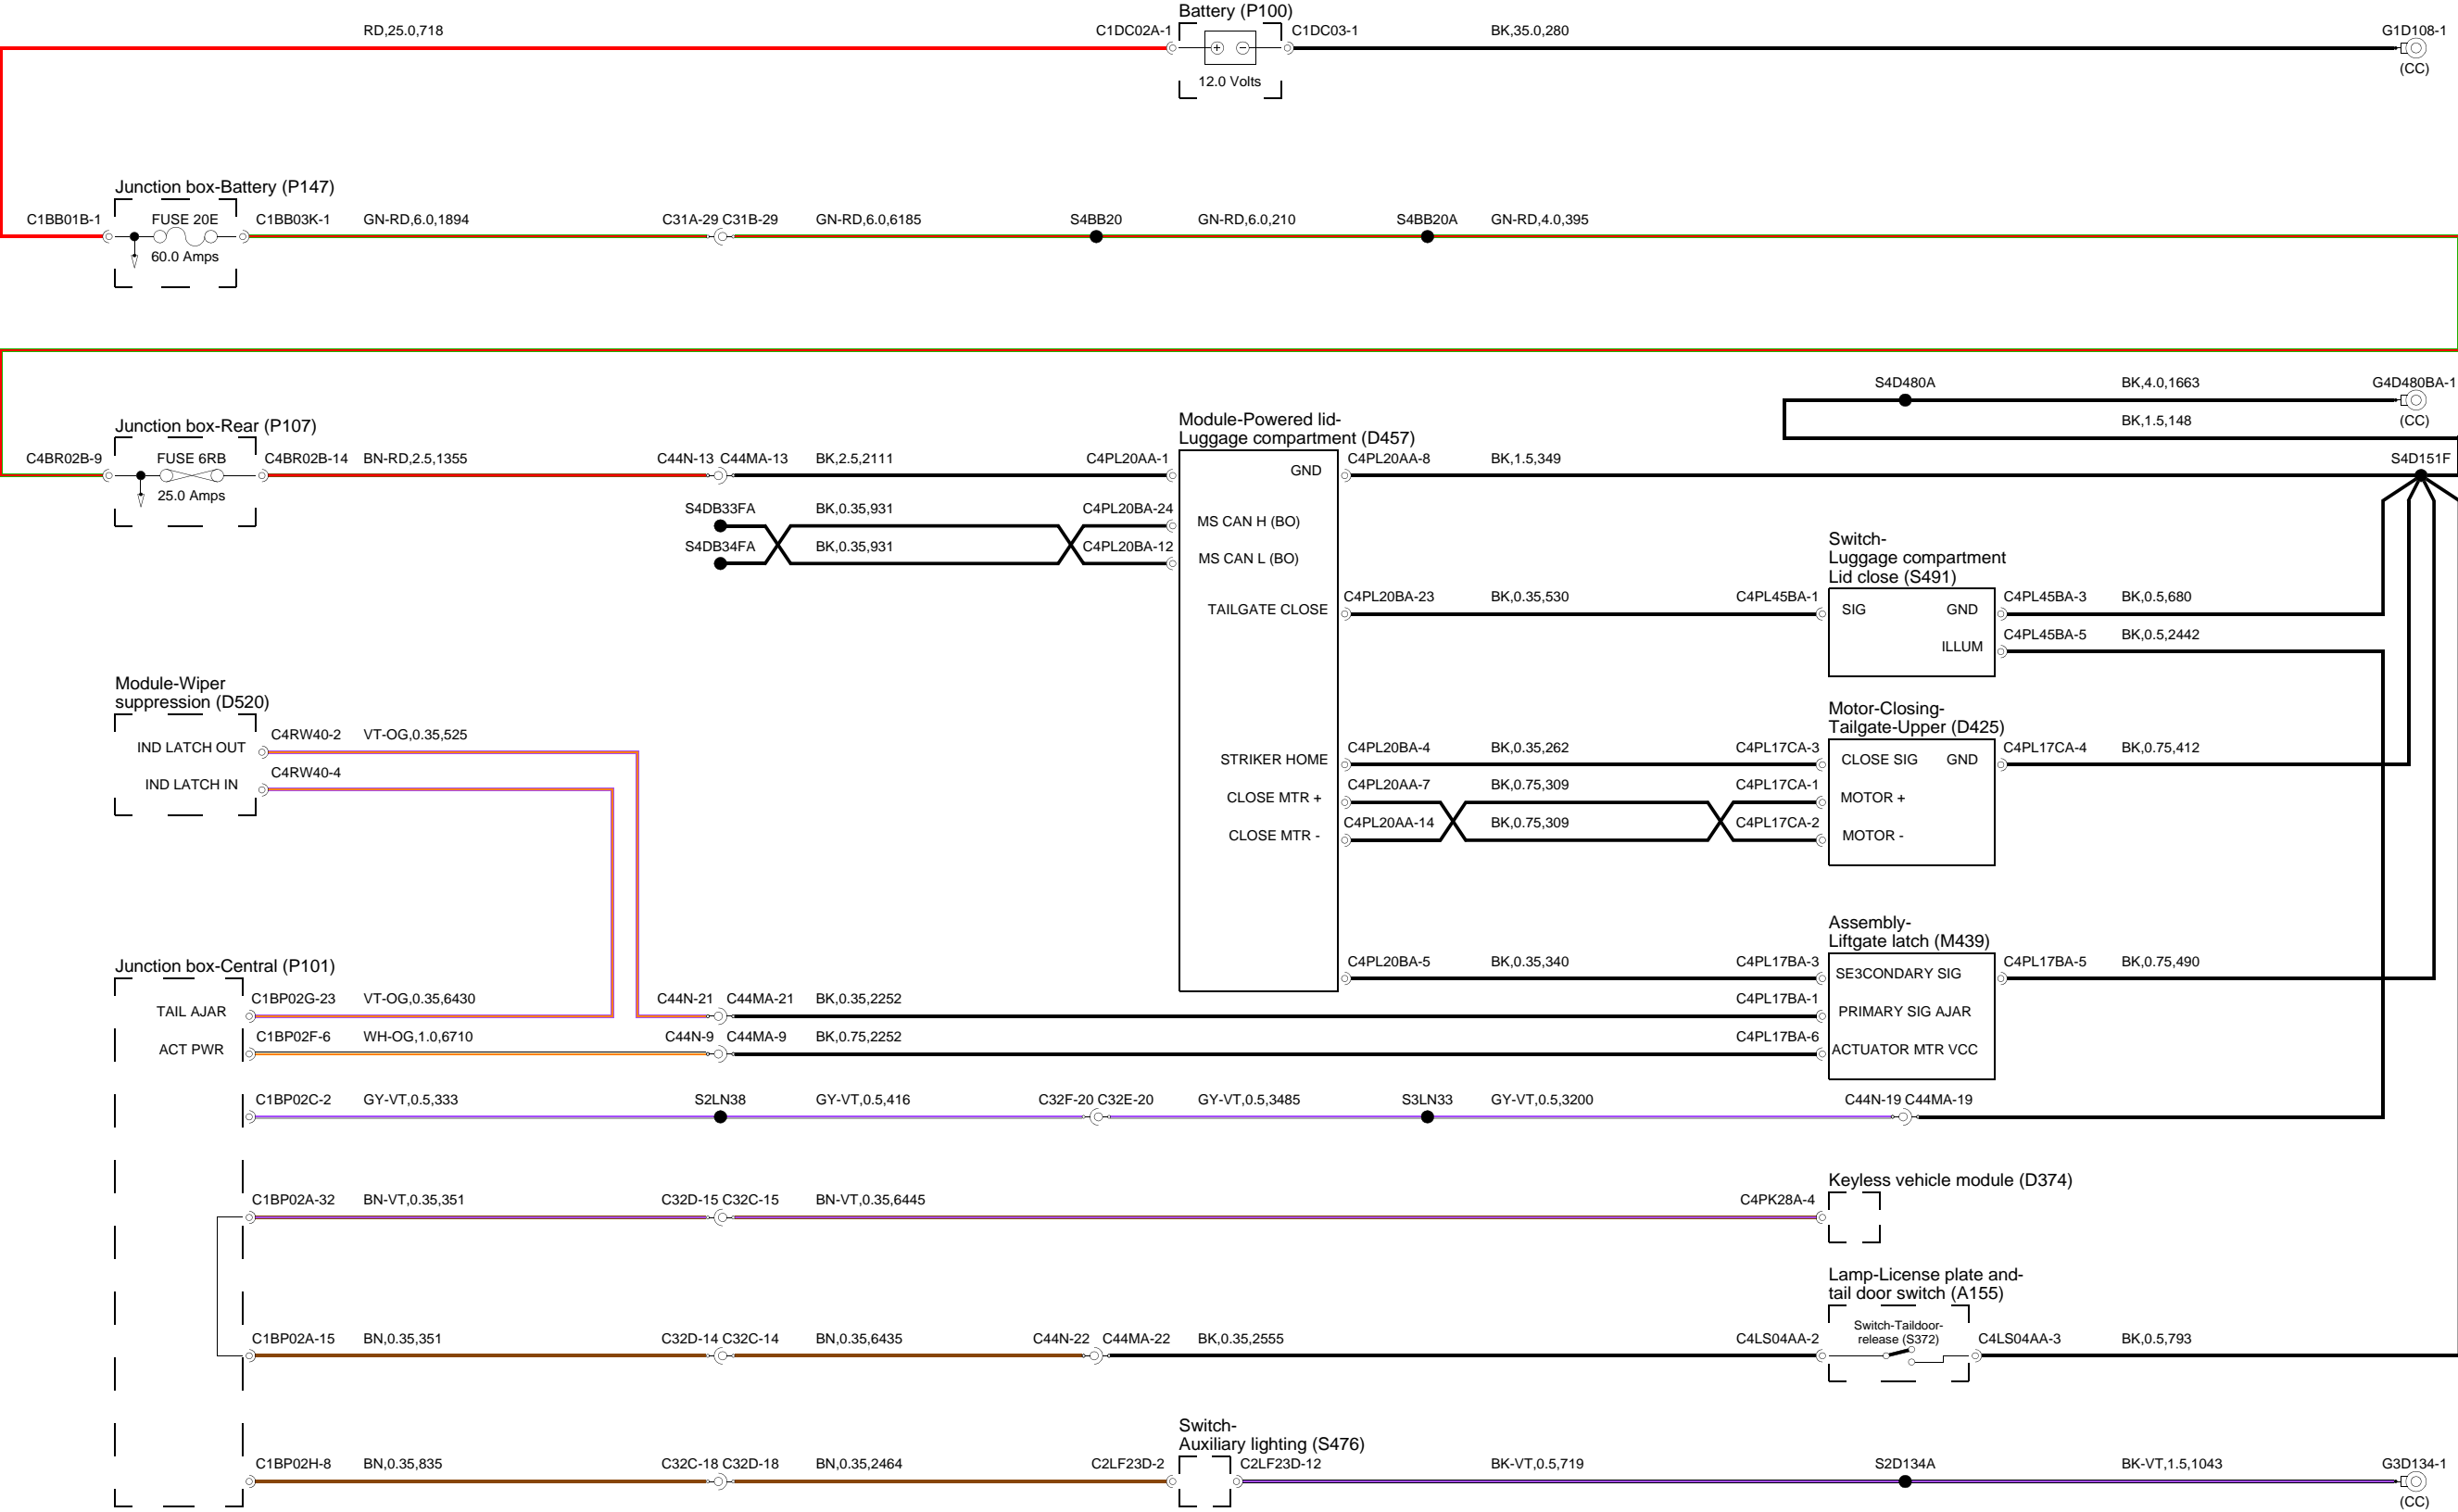 Battery (P100)
RD,25.0,718
C1DC02A-1
C1DC03-1
BK,35.0,280
G1D108-1
(CC)
12.0 Volts
Junction box-Battery (P147)
C1BB01B-1
FUSE 20E
C1BB03K-1
GN-RD,6.0,1894
C31A-29 C31B-29
GN-RD,6.0,6185
S4BB20
GN-RD,6.0,210
S4BB20A
GN-RD,4.0,395
60.0 Amps
S4D480A
BK,4.0,1663
G4D480BA-1
(CC)
BK,1.5,148
Junction box-Rear (P107)
C4BR02B-9
FUSE 6RB
C4BR02B-14
BN-RD,2.5,1355
C44N-13 C44MA-13
BK,2.5,2111
C4PL20AA-1
25.0 Amps
Module-Powered lid-
Luggage compartment (D457)
GND
C4PL20AA-8
BK,1.5,349
S4D151F
S4DB33FA
BK,0.35,931
C4PL20BA-24
MS CAN H (BO)
S4DB34FA
BK,0.35,931
C4PL20BA-12
MS CAN L (BO)
TAILGATE CLOSE
C4PL20BA-23
BK,0.35,530
C4PL45BA-1
Switch-
Luggage compartment
Lid close (S491)
SIG
GND
C4PL45BA-3
BK,0.5,680
ILLUM
C4PL45BA-5
BK,0.5,2442
Module-Wiper
suppression (D520)
IND LATCH OUT
C4RW40-2
VT-OG,0.35,525
IND LATCH IN
C4RW40-4
STRIKER HOME
C4PL20BA-4
BK,0.35,262
C4PL17CA-3
CLOSE MTR +
C4PL20AA-7
BK,0.75,309
C4PL17CA-1
CLOSE MTR -
C4PL20AA-14
BK,0.75,309
C4PL17CA-2
Motor-Closing-
Tailgate-Upper (D425)
CLOSE SIG
GND
C4PL17CA-4
BK,0.75,412
MOTOR +
MOTOR -
C4PL20BA-5
BK,0.35,340
C4PL17BA-3
Assembly-
Liftgate latch (M439)
SE3CONDARY SIG
C4PL17BA-5
BK,0.75,490
Junction box-Central (P101)
TAIL AJAR
C1BP02G-23
VT-OG,0.35,6430
C44N-21
C44MA-21
BK,0.35,2252
C4PL17BA-1
PRIMARY SIG AJAR
ACT PWR
C1BP02F-6
WH-OG,1.0,6710
C44N-9
C44MA-9
BK,0.75,2252
C4PL17BA-6
ACTUATOR MTR VCC
C1BP02C-2
GY-VT,0.5,333
S2LN38
GY-VT,0.5,416
C32F-20 C32E-20
GY-VT,0.5,3485
S3LN33
GY-VT,0.5,3200
C44N-19 C44MA-19
C1BP02A-32
BN-VT,0.35,351
C32D-15 C32C-15
BN-VT,0.35,6445
C4PK28A-4
Keyless vehicle module (D374)
C1BP02A-15
BN,0.35,351
C32D-14 C32C-14
BN,0.35,6435
C44N-22
C44MA-22
BK,0.35,2555
C4LS04AA-2
Lamp-License plate and-
tail door switch (A155)
Switch-Taildoor-
release (S372)
C4LS04AA-3
BK,0.5,793
C1BP02H-8
BN,0.35,835
C32C-18 C32D-18
BN,0.35,2464
C2LF23D-2
Switch-
Auxiliary lighting (S476)
C2LF23D-12
BK-VT,0.5,719
S2D134A
BK-VT,1.5,1043
G3D134-1
(CC)